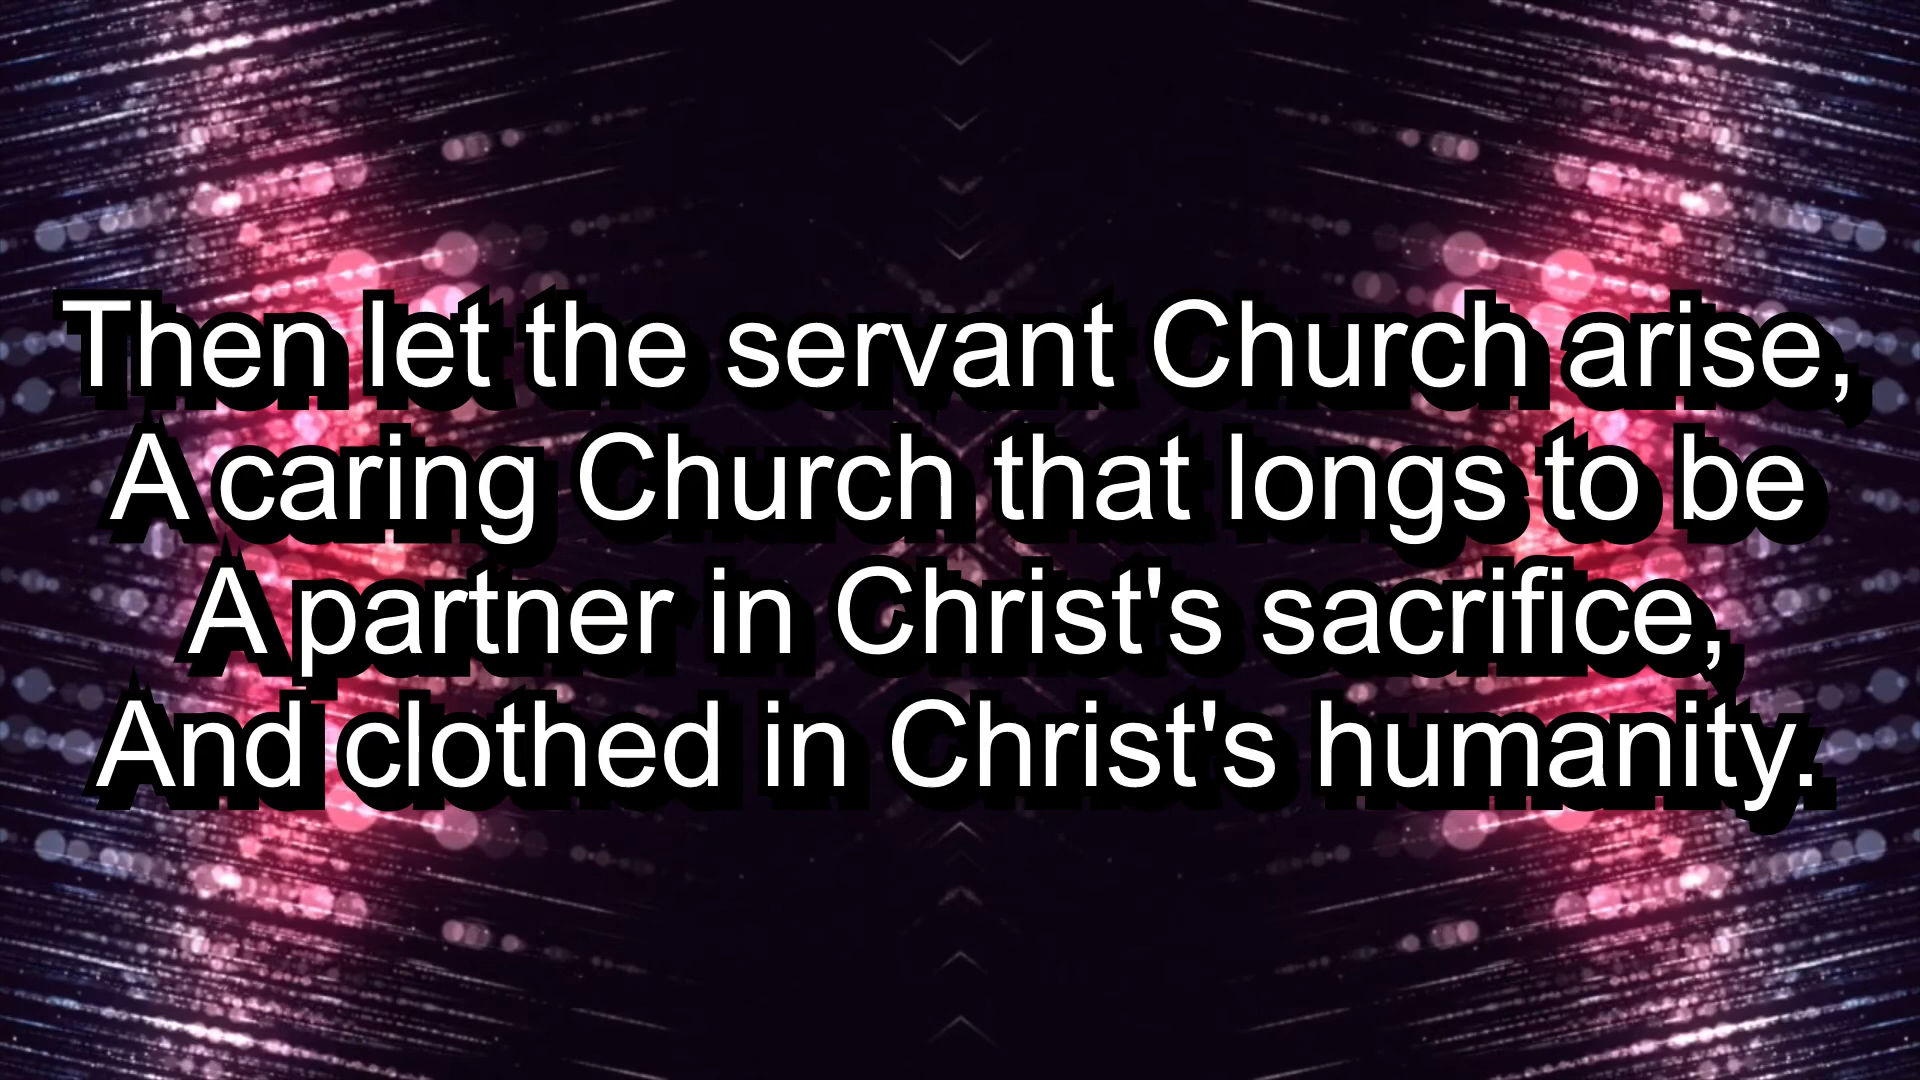 Then let the servant Church arise,
A caring Church that longs to be
A partner in Christ's sacrifice,
And clothed in Christ's humanity.